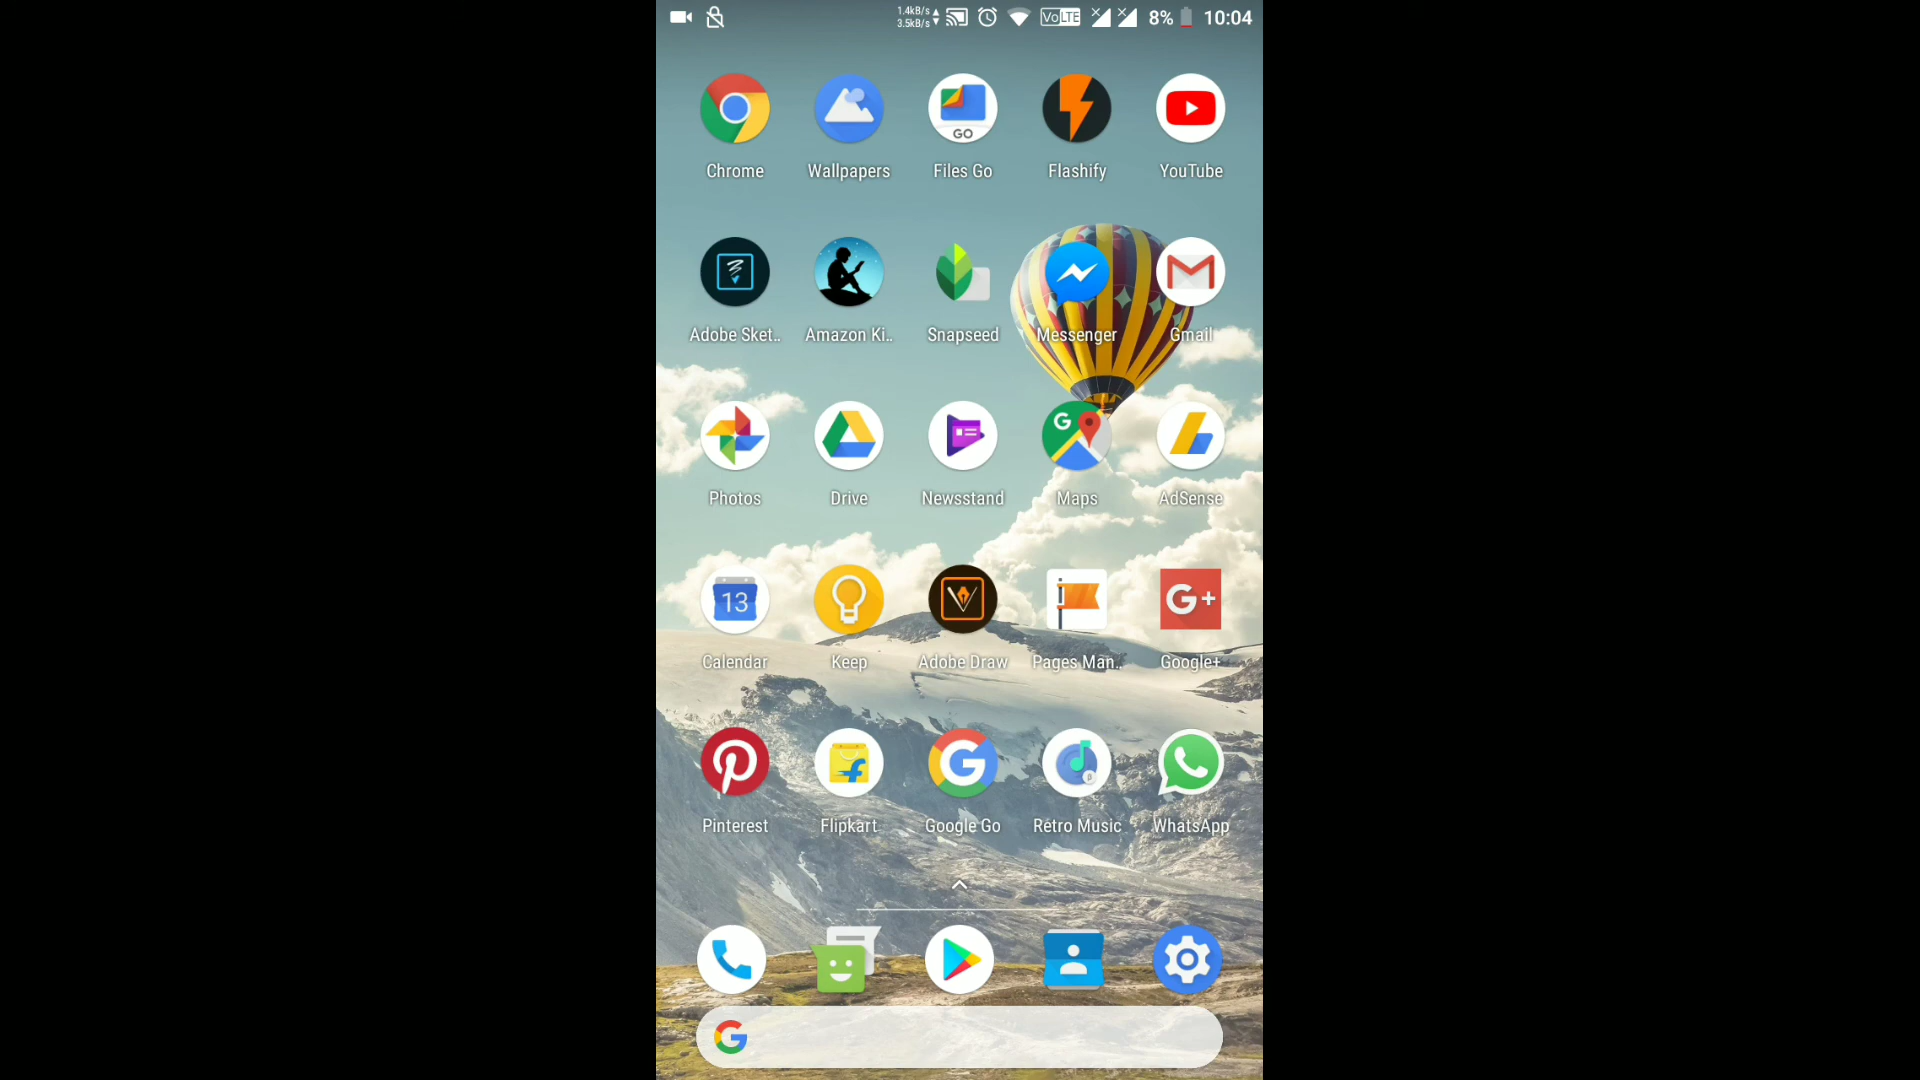 1.4kB/s
3.5kB/s
VoLTE
8%
10:04
Chrome Wallpapers Files Go Flashify YouTube
GO
Adobe Sket.. Amazon Ki.. Snapseed Messenger Gmail
G
Photos Drive Newsstand Maps AdSense
13
G+
Calendar Keep Adobe Draw Pages Man.. Google+
Pinterest Flipkart Google Go Retro Music WhatsApp